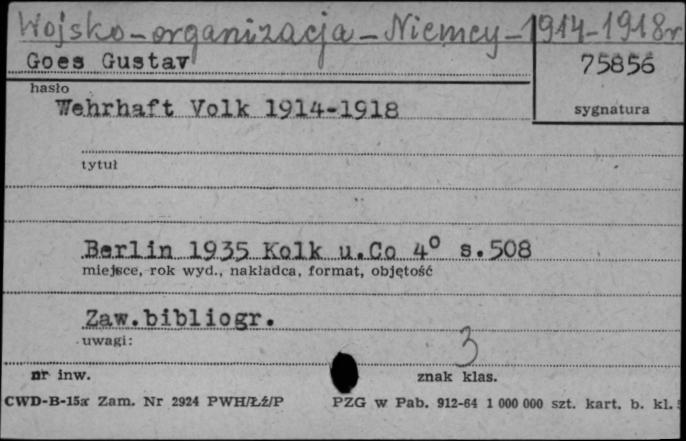 Wojsko-organizacja-Niemcy-1914-1918r
Goes Gustav
75856
hasło
sygnatura
Wehrhaft Volk 1914-1918
tytuł
Berlin 1935 Kolk u.Co 4° s.508
miejsce, rok wyd., nakładca, format, objętość
Zaw.bibliogr.
uwagi:
3
nr inw.
znak klas.
CWD-B-15x Zam. Nr 2924 PWH/Łź/P
PZG w Pab. 912-64 1 000 000 szt. kart. b. kl.